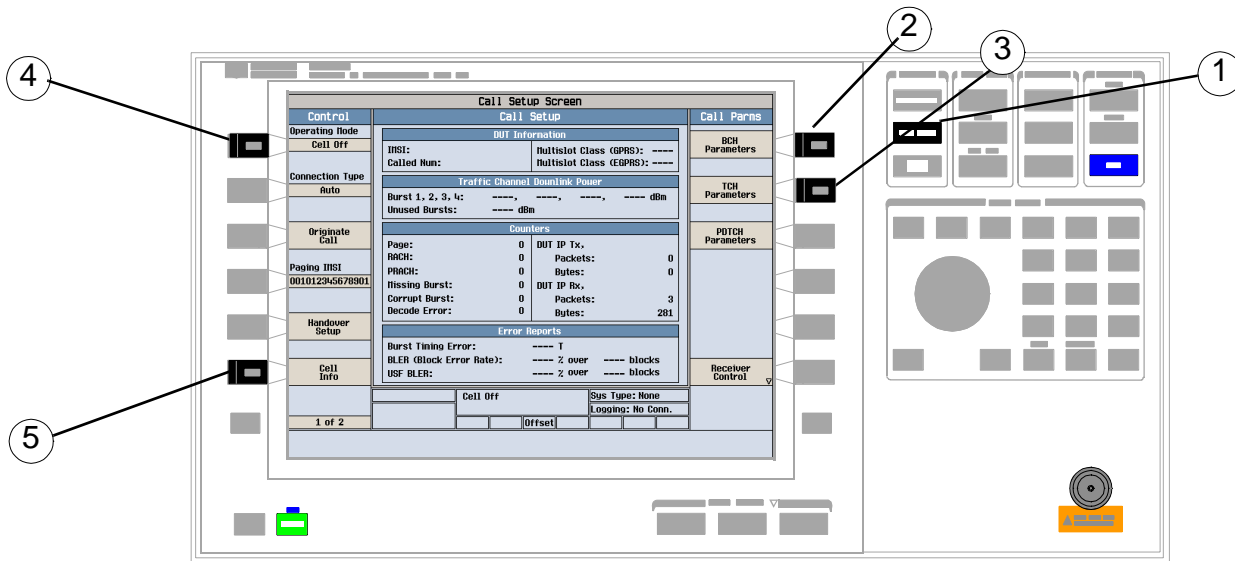 2
3
1
4
5
Call Setup Screen
Control
Call Setup
Call Parms
Operating Mode
Cell Off
Connection Type
Auto
Originate
Call
Paging IMSI
001012345678901
Handover
Setup
Cell
Info
1 of 2
DUT Information
IMSI:
Multislot Class (GPRS): ----
Called Num:
Multislot Class (EGPRS): ----
Traffic Channel Downlink Power
Burst 1, 2, 3, 4: ----, ----, ----, ---- dBm
Unused Bursts: ---- dBm
Counters
Page: 0
RACH: 0
PRACH: 0
Missing Burst: 0
Corrupt Burst: 0
Decode Error: 0
DUT IP Tx,
Packets: 0
Bytes: 0
DUT IP Rx,
Packets: 3
Bytes: 281
Error Reports
Burst Timing Error: ---- T
BLER (Block Error Rate): ---- % over ---- blocks
USF BLER: ---- % over ---- blocks
Cell Off
Sys Type: None
Logging: No Conn.
Offset
BCH
Parameters
TCH
Parameters
PDTCH
Parameters
Receiver
Control